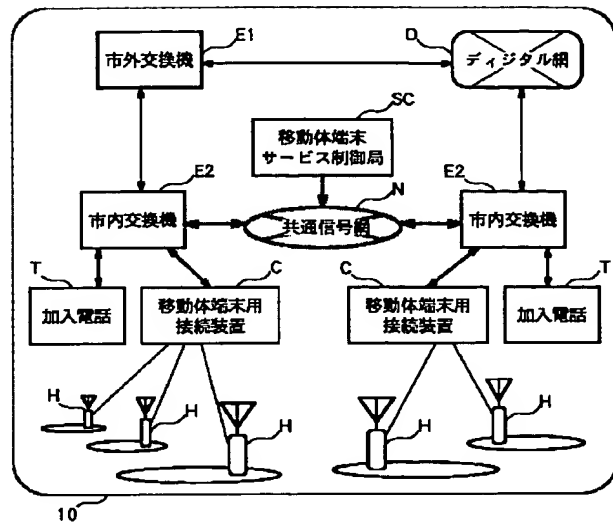 E1
D
市外交換機
ディジタル網
SC
移動体端末
サービス制御局
E2
N
E2
市内交換機
共通信号網
市内交換機
T
C
C
T
加入電話
移動体端末用
接続装置
移動体端末用
接続装置
加入電話
H
H
H
H
H
10